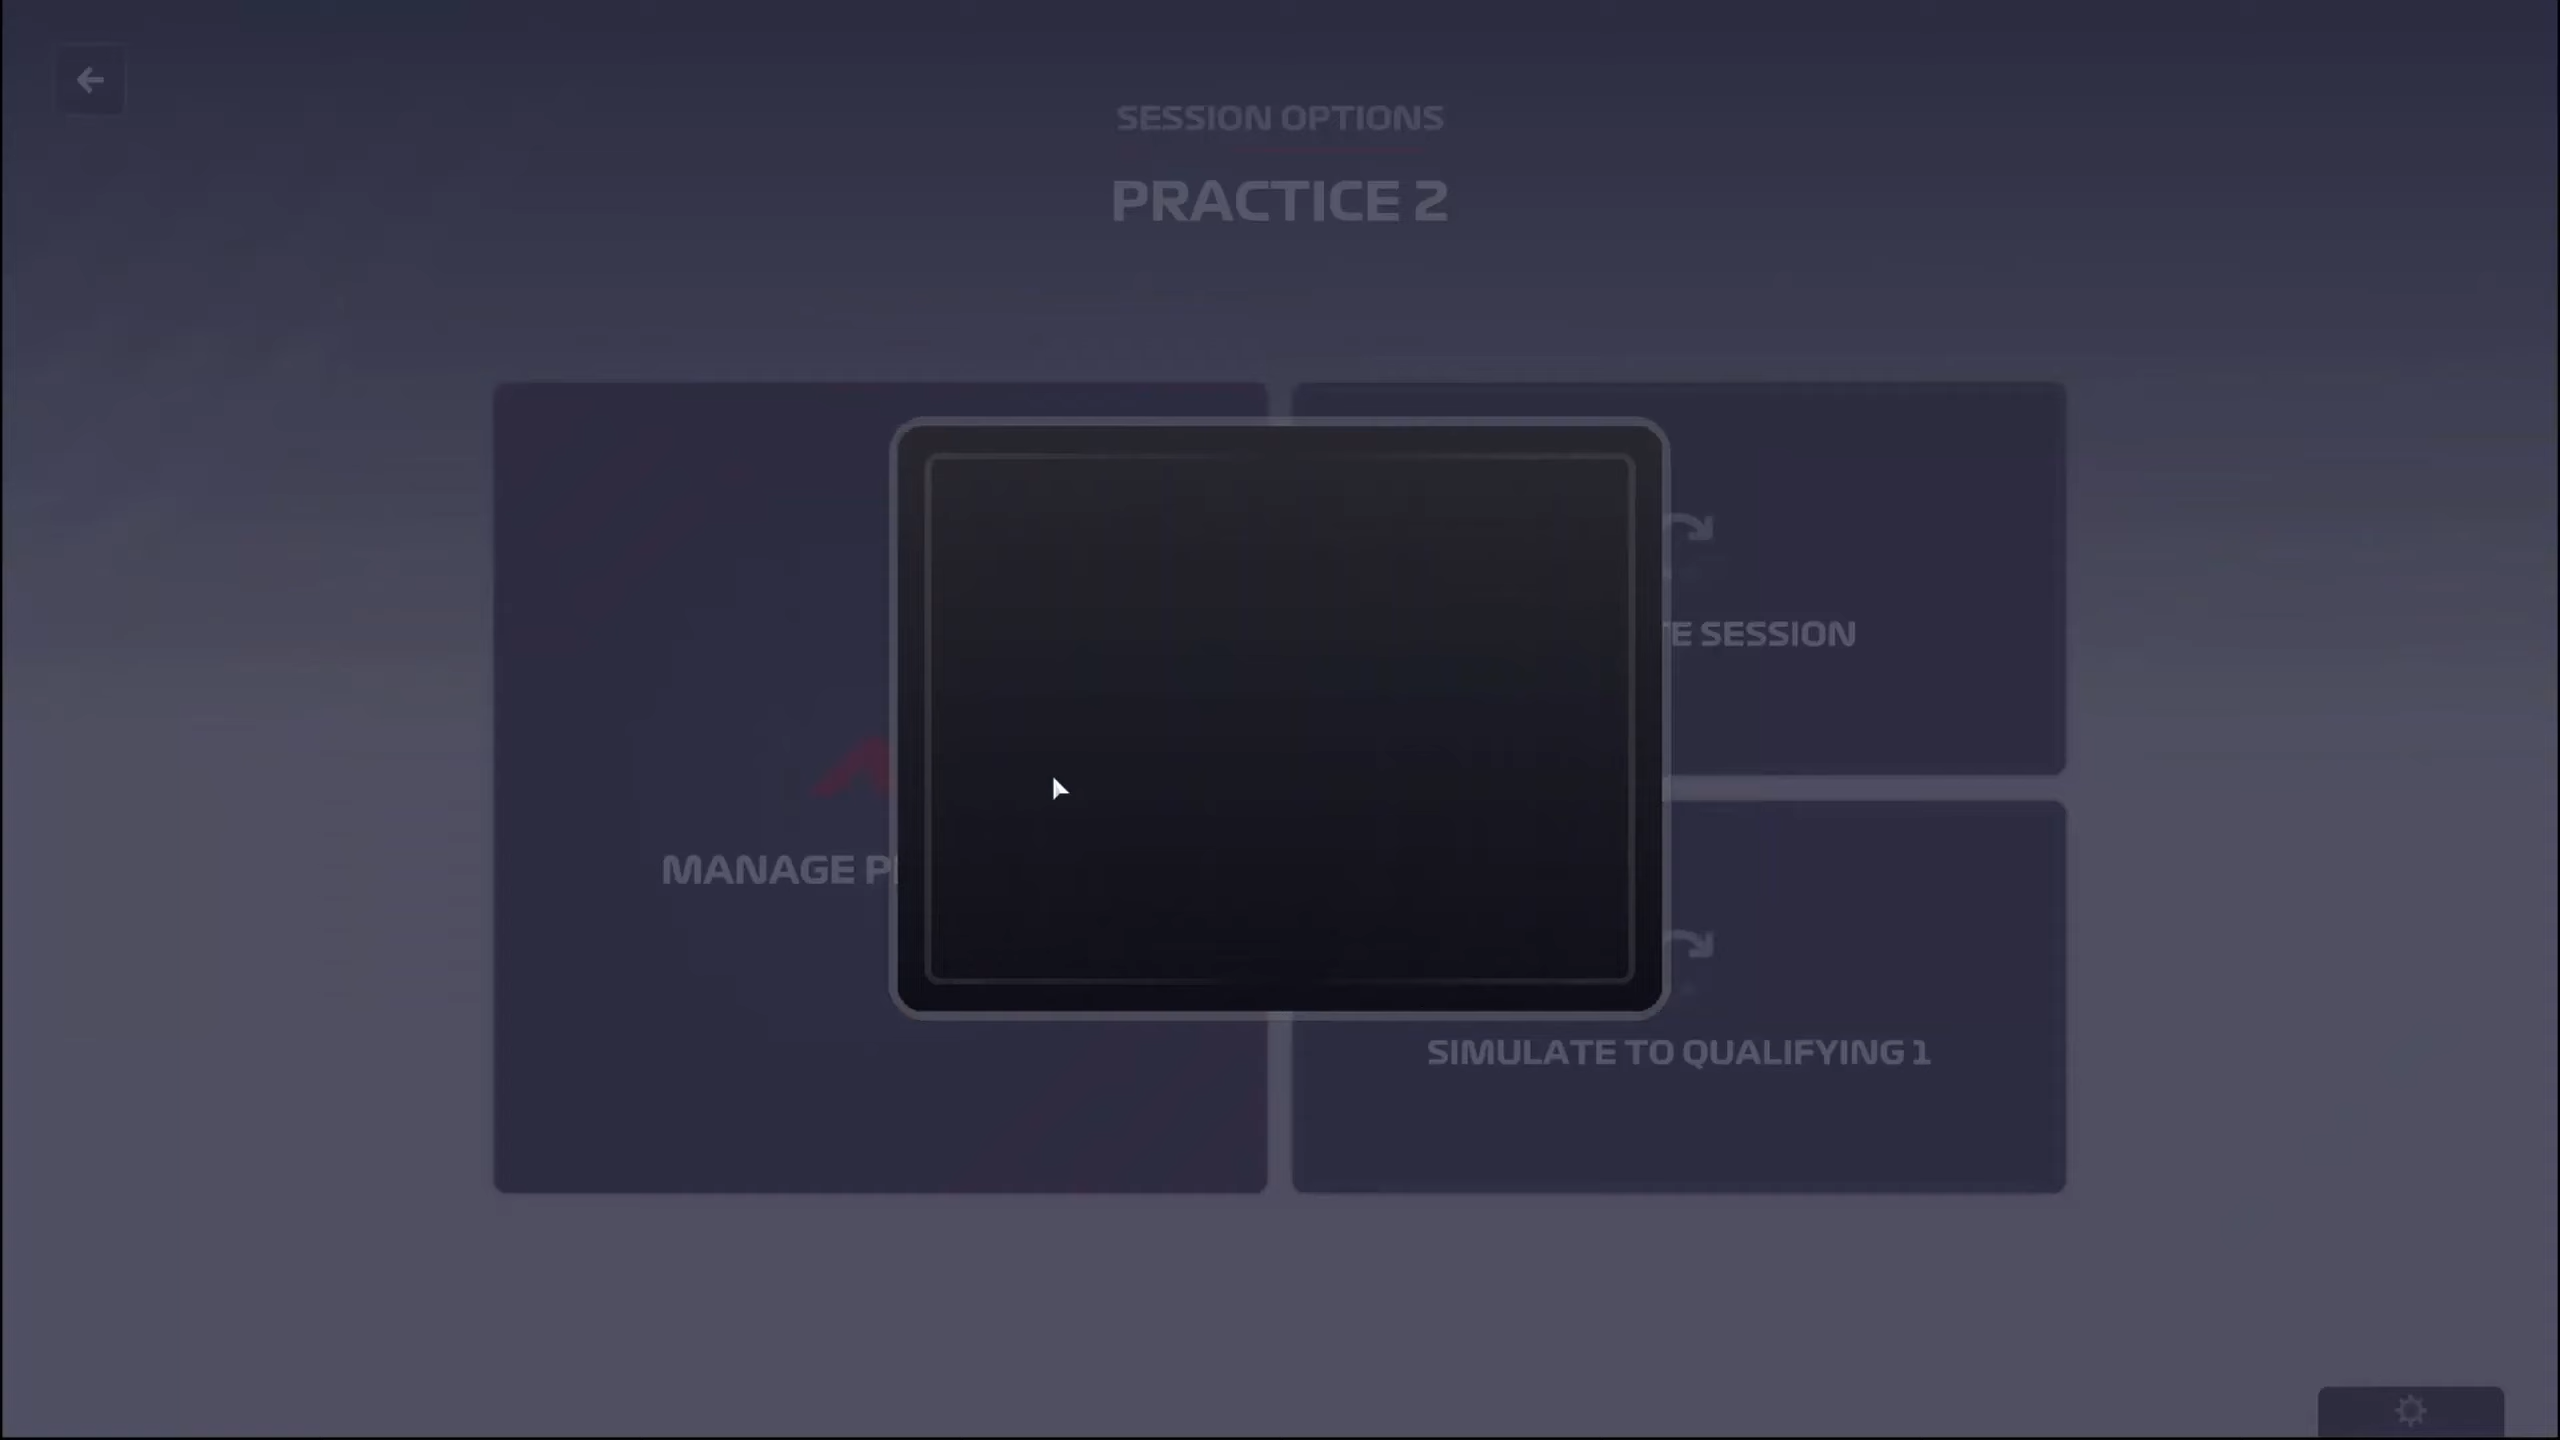 SESSION OPTIONS
PRACTICE 2
E SESSION
MANAGE P
SIMULATE TO QUALIFYING 1